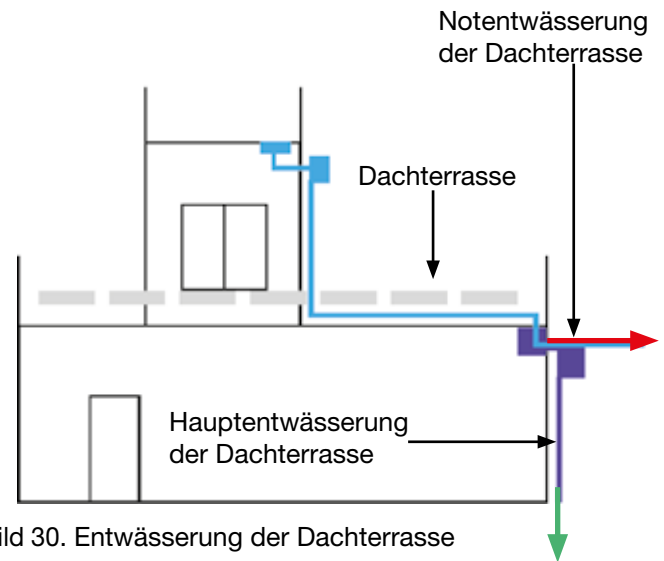 Notentwässerung
der Dachterrasse
Dachterrasse
Hauptentwässerung
der Dachterrasse
ild 30. Entwässerung der Dachterrasse